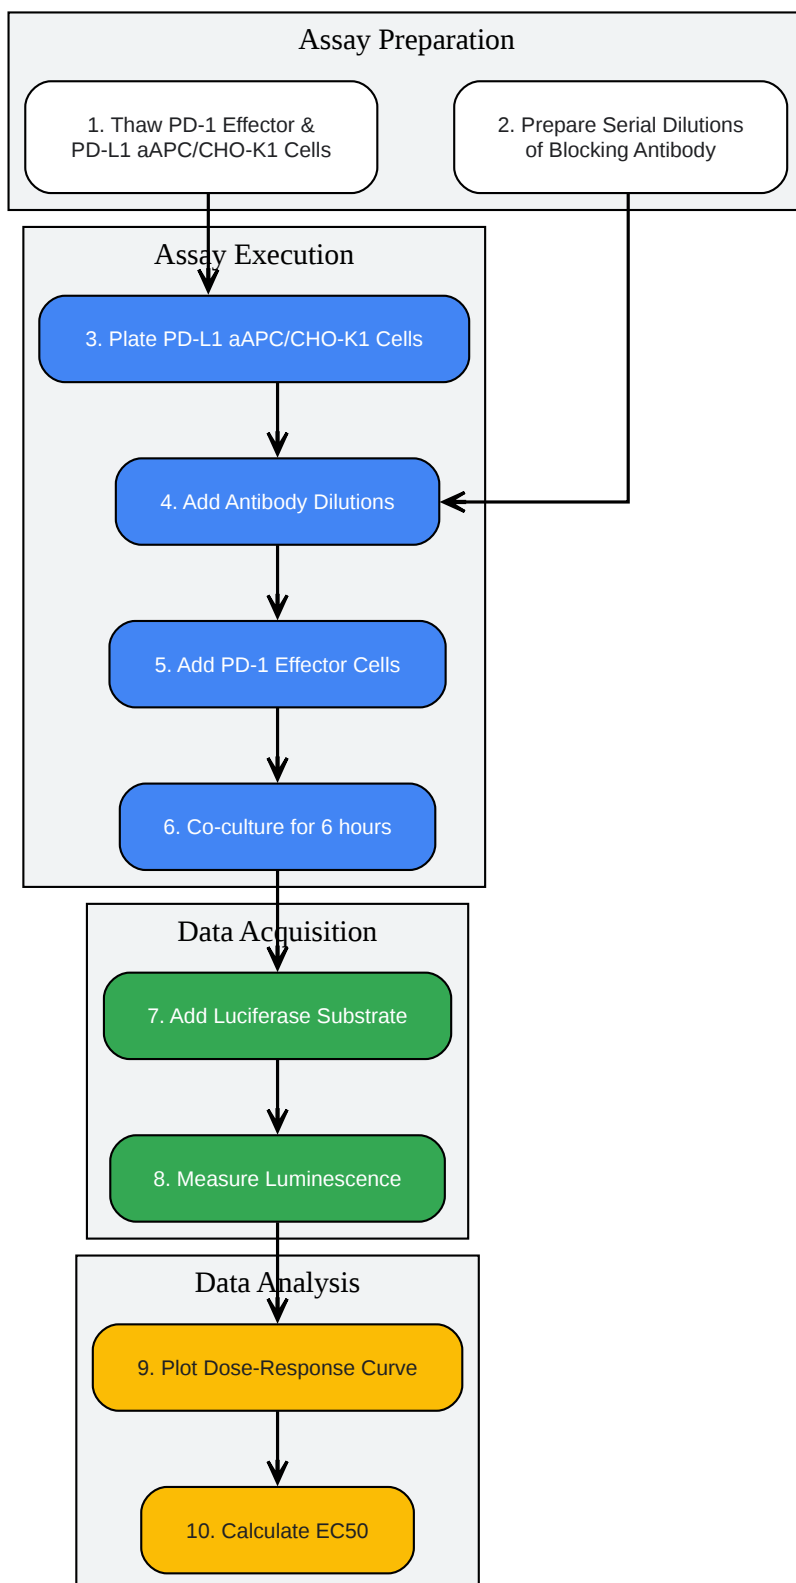 Assay Preparation
1. Thaw PD-1 Effector &
PD-L1 aAPC/CHO-K1 Cells
2. Prepare Serial Dilutions
of Blocking Antibody
Assay Execution
3. Plate PD-L1 aAPC/CHO-K1 Cells
4. Add Antibody Dilutions
5. Add PD-1 Effector Cells
6. Co-culture for 6 hours
Data Acquisition
7. Add Luciferase Substrate
8. Measure Luminescence
Data Analysis
9. Plot Dose-Response Curve
10. Calculate EC50